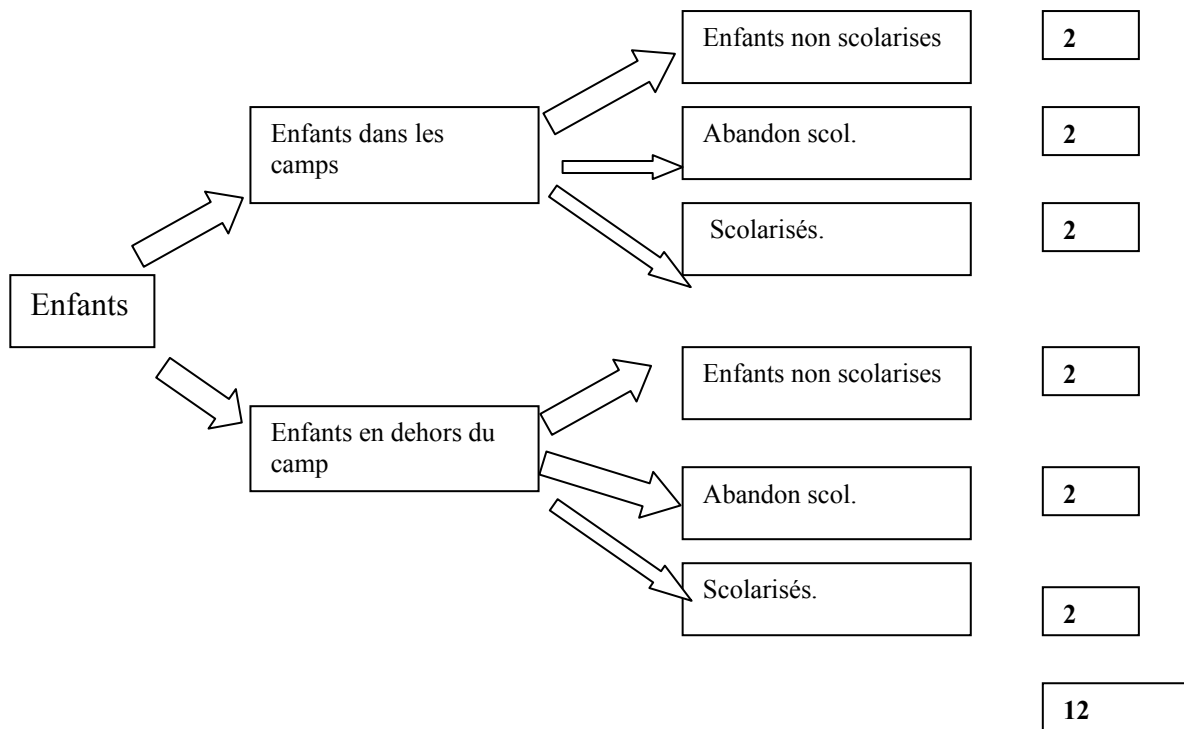 Enfants non scolarises
2
Enfants dans les
camps
Abandon scol.
2
Scolarisés.
2
Enfants
Enfants non scolarises
2
Enfants en dehors du
camp
Abandon scol.
2
Scolarisés.
2
12